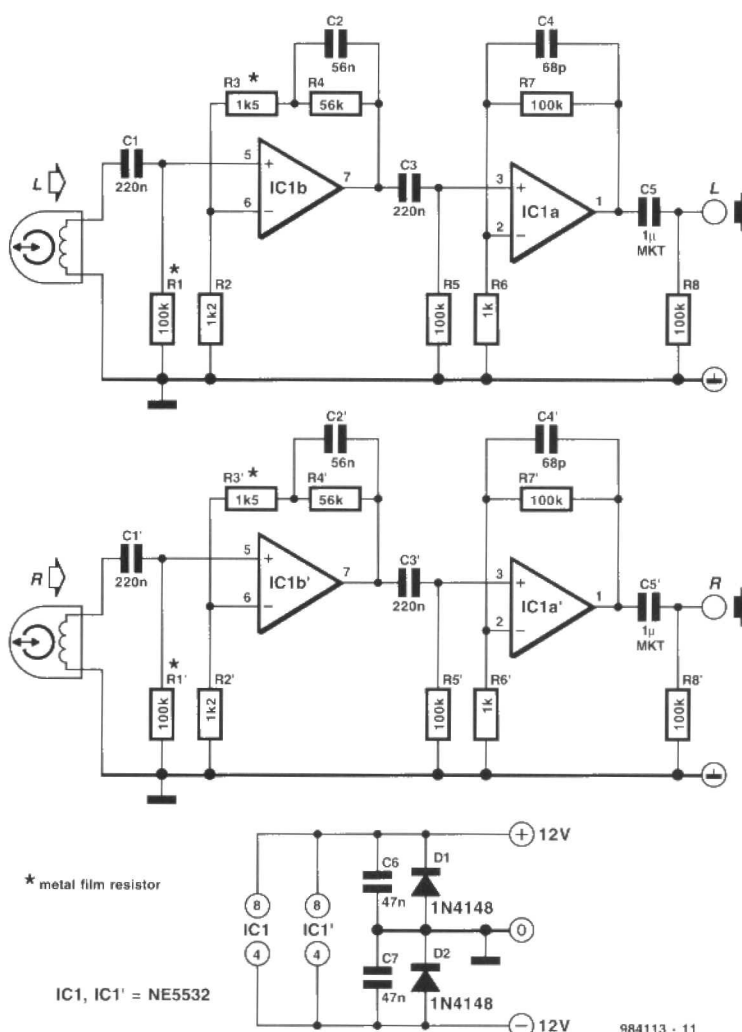 C2
56n
R3 *
R4
1k5
56k
C1
220n
L
5
+
IC1b
7
6
−
*
R1
100k
R2
1k2
C3
220n
C4
68p
R7
100k
3
+
IC1a
1
2
−
C5
1µ
MKT
L
R5
100k
R6
1k
R8
100k
C2'
56n
R3' *
R4'
1k5
56k
C1'
220n
R
5
+
IC1b'
7
6
−
*
R1'
100k
R2'
1k2
C3'
220n
C4'
68p
R7'
100k
3
+
IC1a'
1
2
−
C5'
1µ
MKT
R
R5'
100k
R6'
1k
R8'
100k
* metal film resistor
IC1, IC1' = NE5532
8
IC1
4
8
IC1'
4
C6
47n
D1
1N4148
C7
47n
D2
1N4148
+ 12V
0
− 12V
984113 - 11